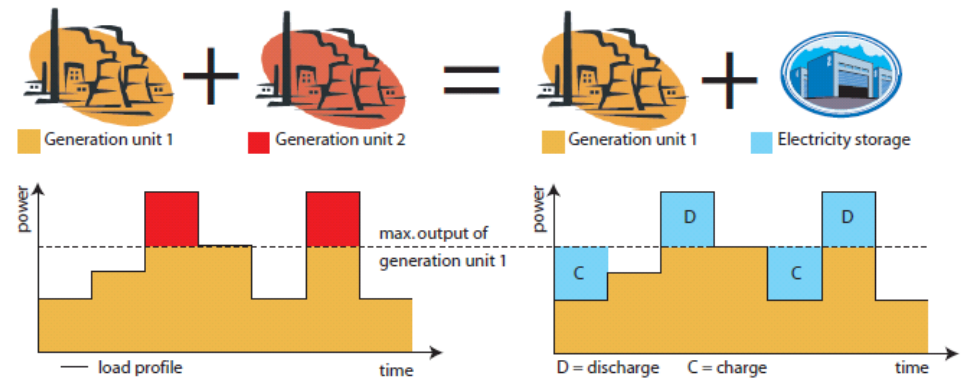 Generation unit 1
Generation unit 2
Generation unit 1
Electricity storage
power
max. output of
generation unit 1
time
load profile
power
C
D
C
D
D = discharge C = charge
time
2